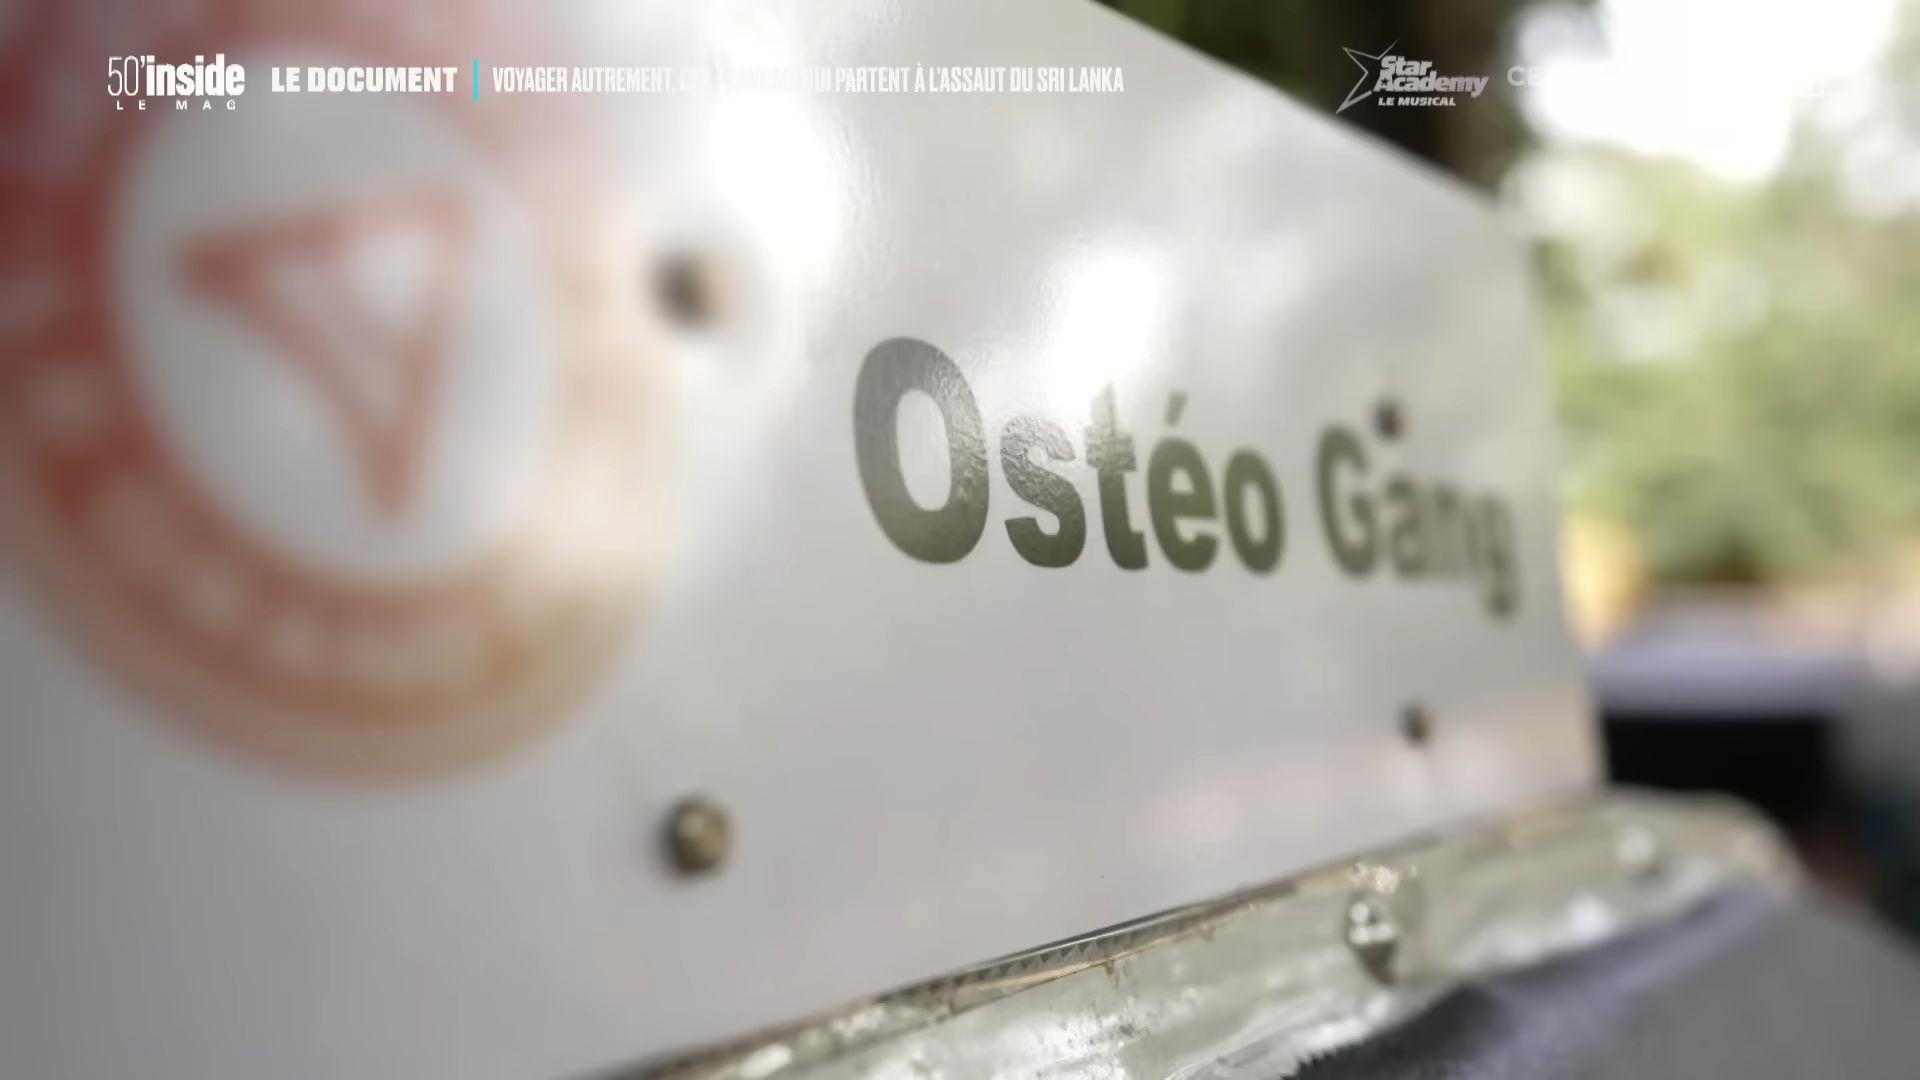 50'inside
LE MAG
LE DOCUMENT
VOYAGER AUTREMENT, QUI PARTENT À L'ASSAUT DU SRI LANKA
Star
Academy
LE MUSICAL
CE
Ostéo Gang